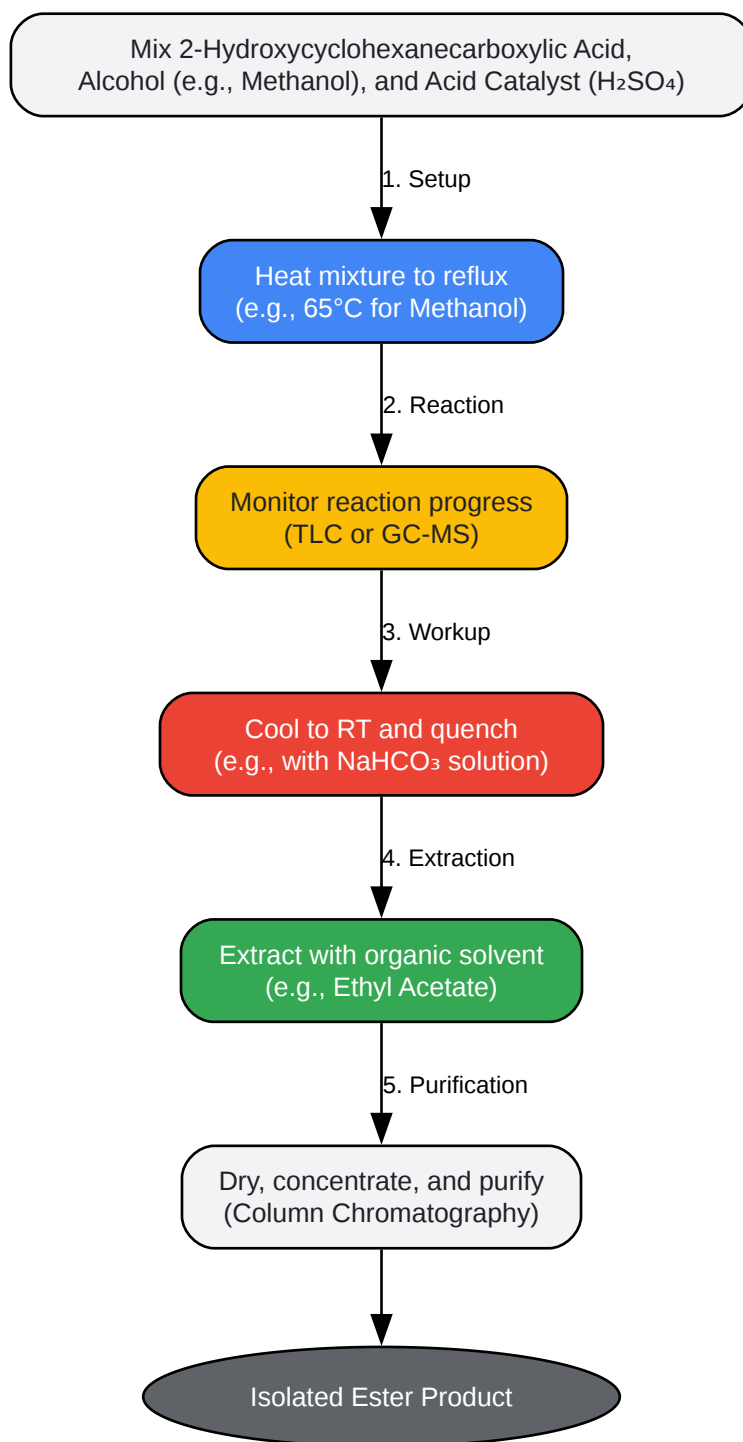 Mix 2-Hydroxycyclohexanecarboxylic Acid,
Alcohol (e.g., Methanol), and Acid Catalyst (H₂SO₄)
1. Setup
Heat mixture to reflux
(e.g., 65°C for Methanol)
2. Reaction
Monitor reaction progress
(TLC or GC-MS)
3. Workup
Cool to RT and quench
(e.g., with NaHCO₃ solution)
4. Extraction
Extract with organic solvent
(e.g., Ethyl Acetate)
5. Purification
Dry, concentrate, and purify
(Column Chromatography)
Isolated Ester Product